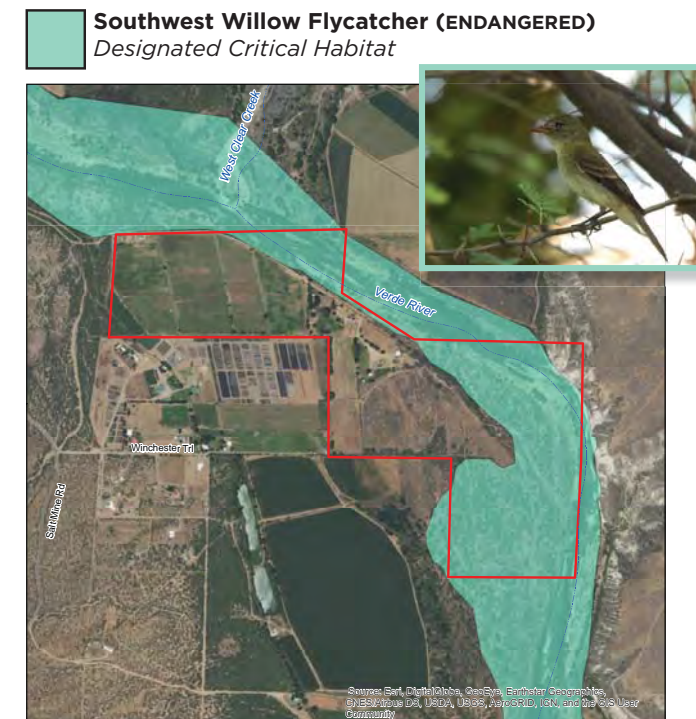 Southwest Willow Flycatcher (ENDANGERED)
Designated Critical Habitat
West Clear Creek
Verde River
Winchester Trl
Salt Mine Rd
Source: Esri, DigitalGlobe, GeoEye, Earthstar Geographics,
CNES/Airbus DS, USDA, USGS, AeroGRID, IGN, and the GIS User
Community